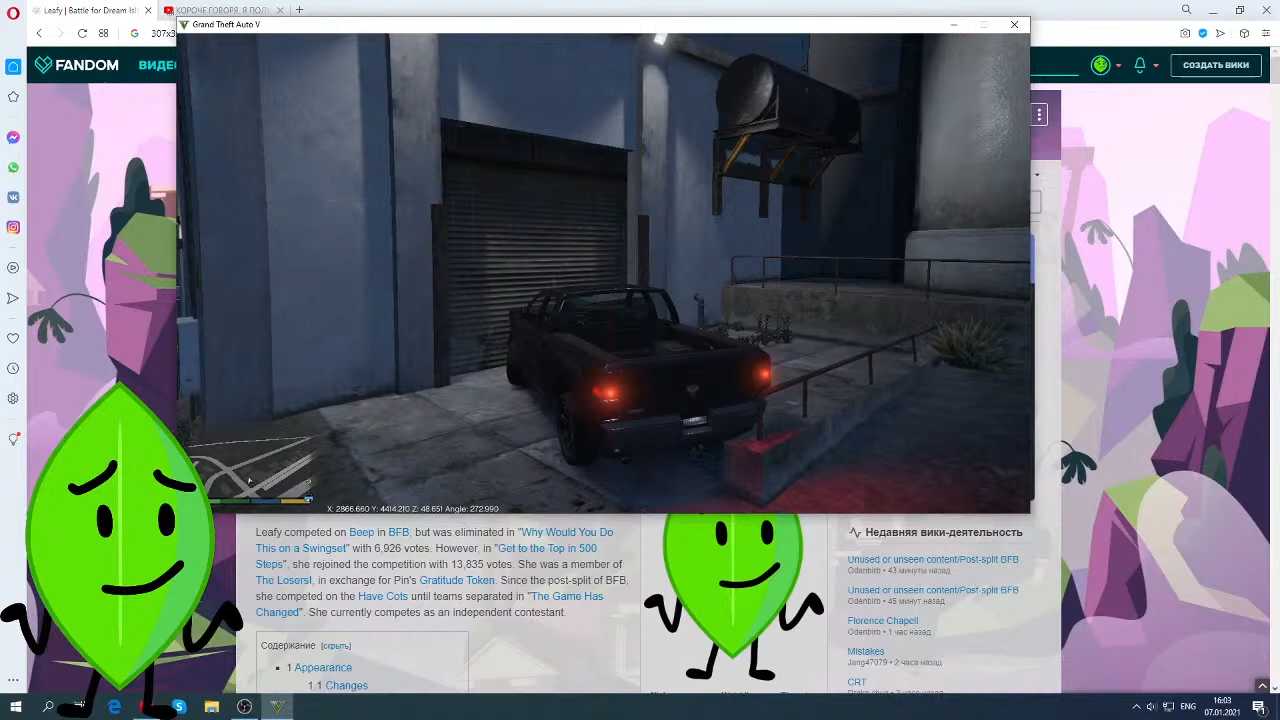 Leafy | Battle for Dream Isl
КОРОЧЕ ГОВОРЯ, Я ПОЛУ
88
307x3
Grand Theft Auto V
FANDOM
ВИДЕО
СОЗДАТЬ ВИКИ
X: 2866.660 Y: 4414.210 Z: 48.651 Angle: 272.990
Leafy competed on Beep in BFB, but was eliminated in "Why Would You Do
This on a Swingset" with 6,926 votes. However, in "Get to the Top in 500
Steps," she rejoined the competition with 13,835 votes. She was a member of
The Losers!, in exchange for Pin's Gratitude Token. Since the post-split of BFB,
she competed on the Have Cots until teams separated in "The Game Has
Changed". She currently competes as an independent contestant.
Содержание [скрыть]
1 Appearance
1.1 Changes
Недавняя вики-деятельность
Unused or unseen content/Post-split BFB
Odenbirb • 43 минуты назад
Unused or unseen content/Post-split BFB
Odenbirb • 45 минут назад
Florence Chapell
Odenbirb • 1 час назад
Mistakes
Jang47079 • 2 часа назад
CRT
ENG
16:03
07.01.2021